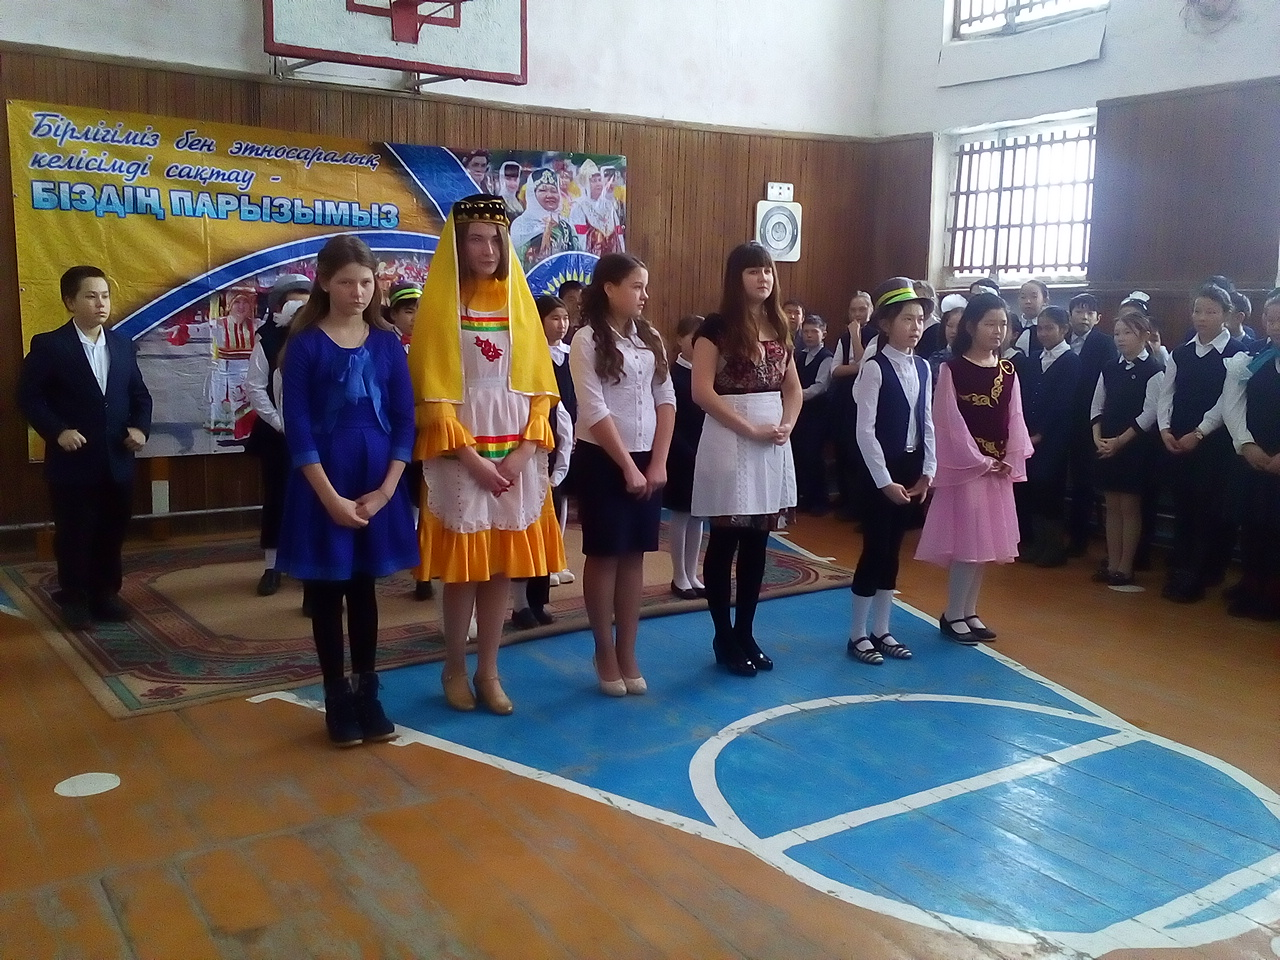 Бірлігіміз бен этносаралық
келісімді сақтау -
БІЗДІҢ ПАРЫЗЫМЫЗ